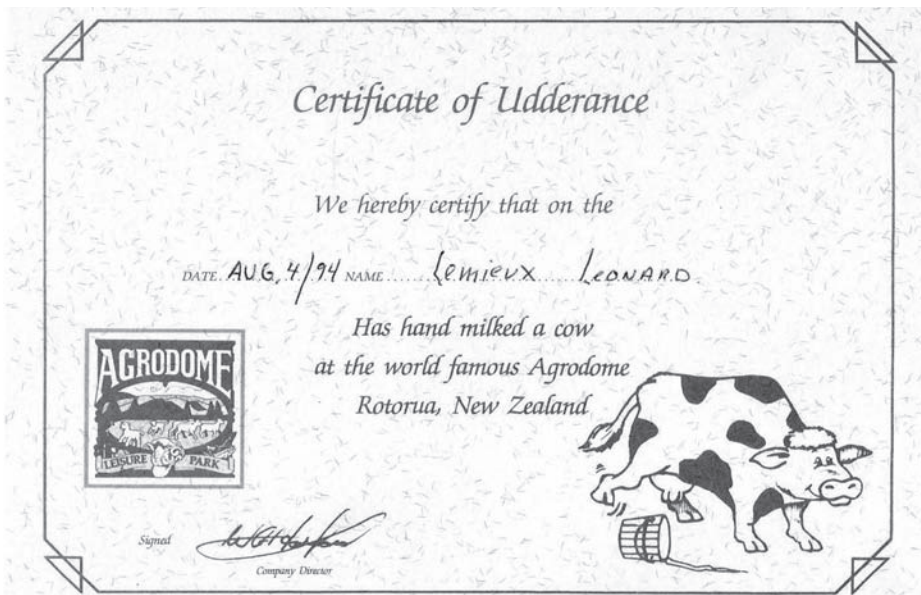 Certificate of Udderance
We hereby certify that on the
DATE. AUG, 4/94 NAME ...... Lemieux ...... LEONARD.
Has hand milked a cow
at the world famous Agrodome
Rotorua, New Zealand
AGRODOME
LEISURE PARK
Signed
Company Director